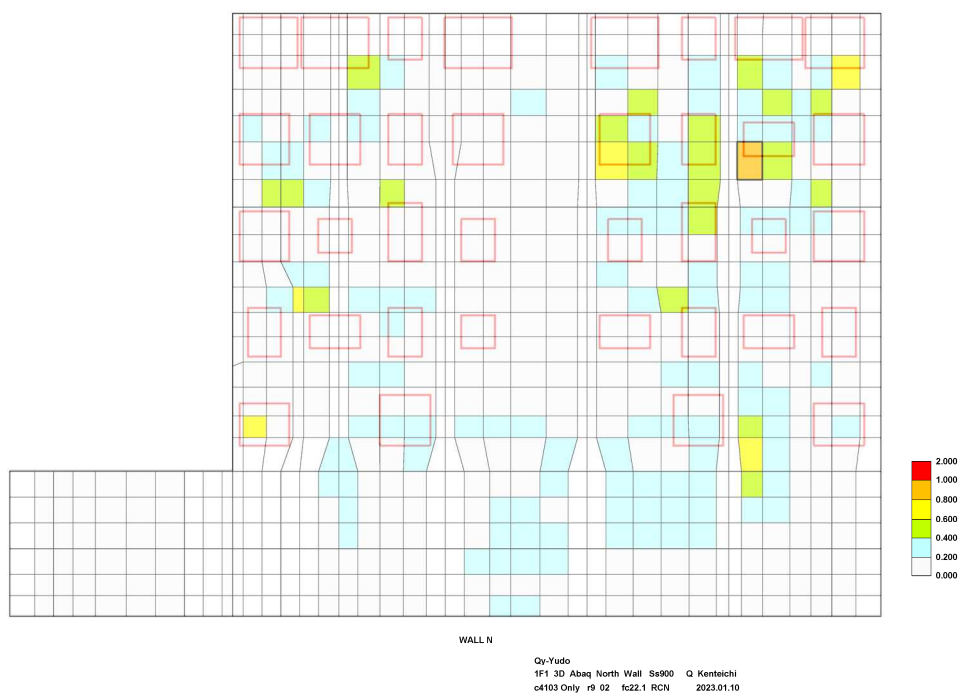 2.000
1.000
0.800
0.600
0.400
0.200
0.000
WALL N
Qy-Yudo
1F1 3D Abaq North Wall Ss900 Q Kenteichi
c4103 Only r9 02 fc22.1 RCN 2023.01.10